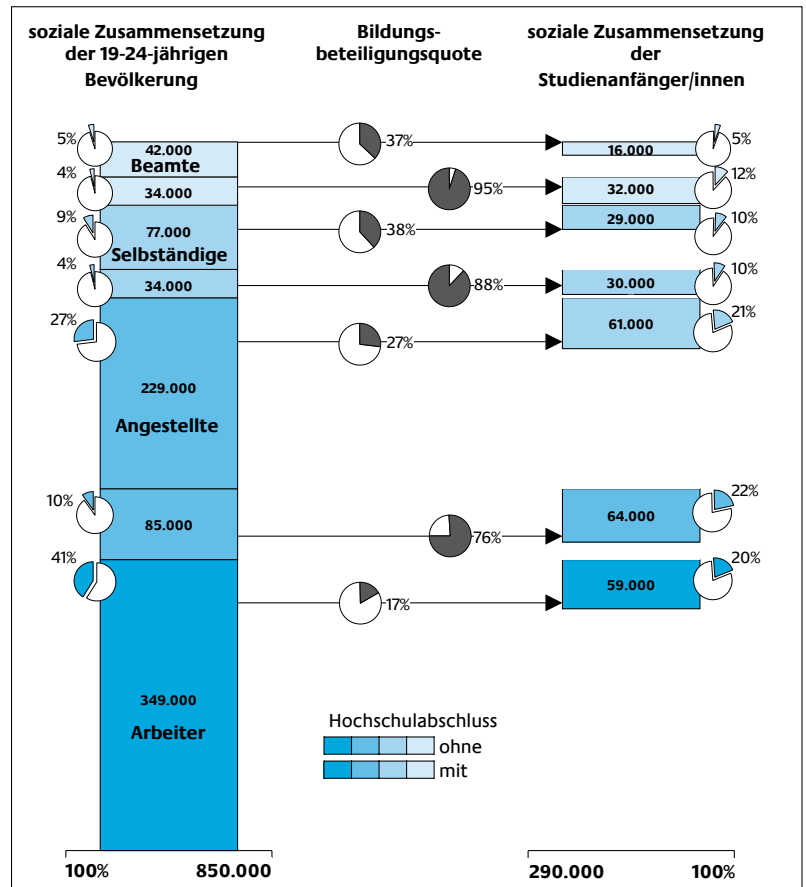 soziale Zusammensetzung
der 19-24-jährigen
Bevölkerung
Bildungs-
beteiligungsquote
soziale Zusammensetzung
der
Studienanfänger/innen
5%
42.000
Beamte
37%
16.000
5%
4%
34.000
95%
32.000
12%
9%
77.000
Selbständige
38%
29.000
10%
4%
34.000
88%
30.000
10%
27%
229.000
Angestellte
27%
61.000
21%
10%
85.000
76%
64.000
22%
41%
349.000
Arbeiter
17%
59.000
20%
Hochschulabschluss
ohne
mit
100% 850.000
290.000 100%